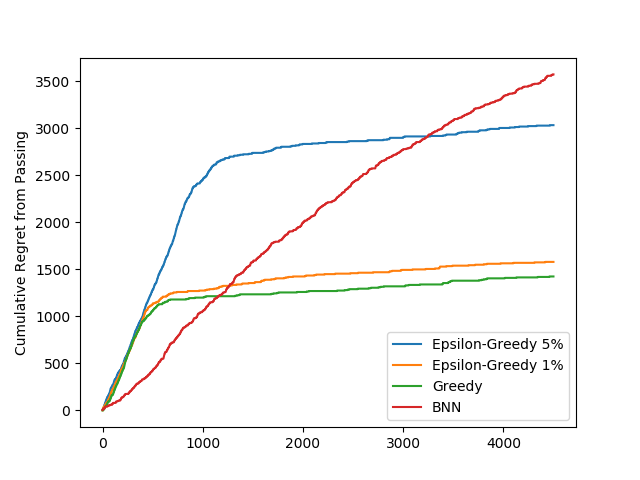 Cumulative Regret from Passing
3500
3000
2500
2000
1500
1000
500
0
0 1000 2000 3000 4000
Epsilon-Greedy 5%
Epsilon-Greedy 1%
Greedy
BNN